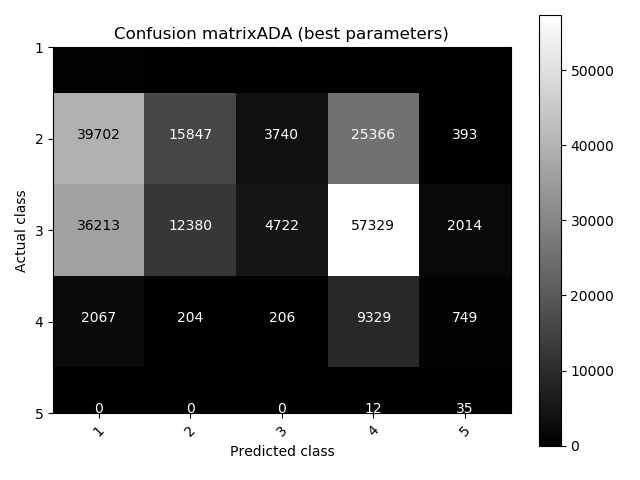 Confusion matrixADA (best parameters)
1
2 39702 15847 3740 25366 393
3 36213 12380 4722 57329 2014
4 2067 204 206 9329 749
5 0 0 0 12 35
1 2 3 4 5
Predicted class
Actual class
50000
40000
30000
20000
10000
0